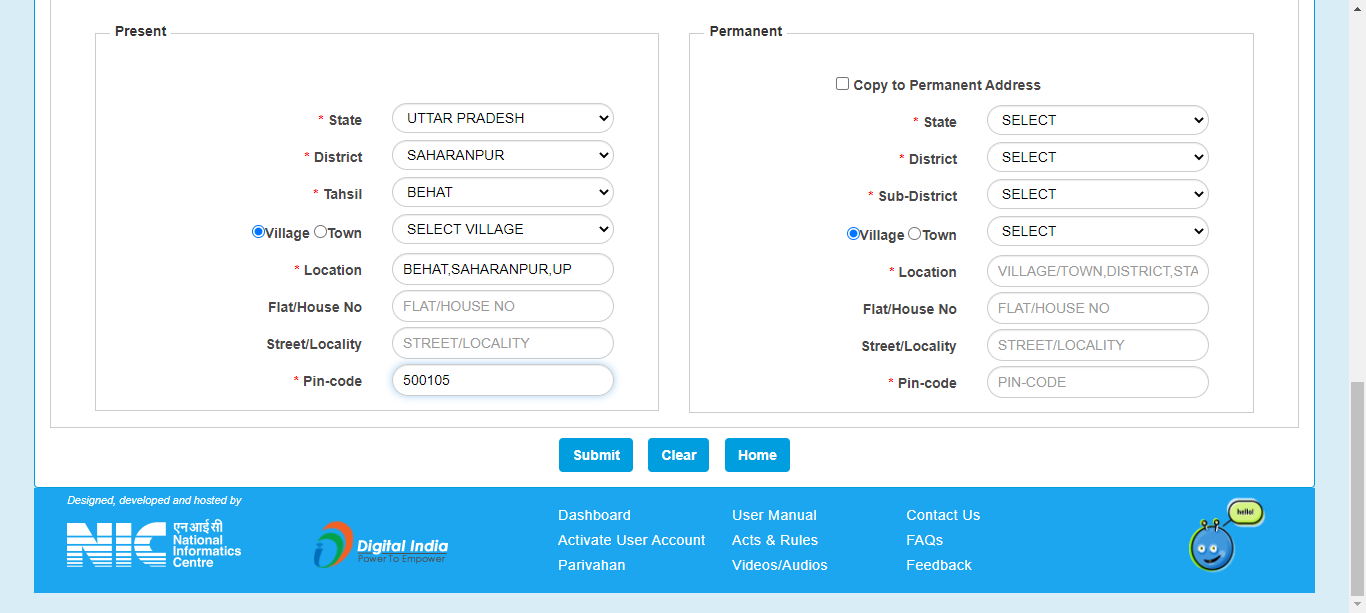 Present
* State UTTAR PRADESH
* District SAHARANPUR
* Tahsil BEHAT
Village Town SELECT VILLAGE
* Location BEHAT,SAHARANPUR,UP
Flat/House No FLAT/HOUSE NO
Street/Locality STREET/LOCALITY
* Pin-code 500105
Permanent
Copy to Permanent Address
* State SELECT
* District SELECT
* Sub-District SELECT
Village Town SELECT
* Location VILLAGE/TOWN,DISTRICT,STA
Flat/House No FLAT/HOUSE NO
Street/Locality STREET/LOCALITY
* Pin-code PIN-CODE
Submit Clear Home
Designed, developed and hosted by
NIC
एनआईसी
National
Informatics
Centre
Digital India
Power To Empower
Dashboard User Manual Contact Us
Activate User Account Acts & Rules FAQs
Parivahan Videos/Audios Feedback
hello!